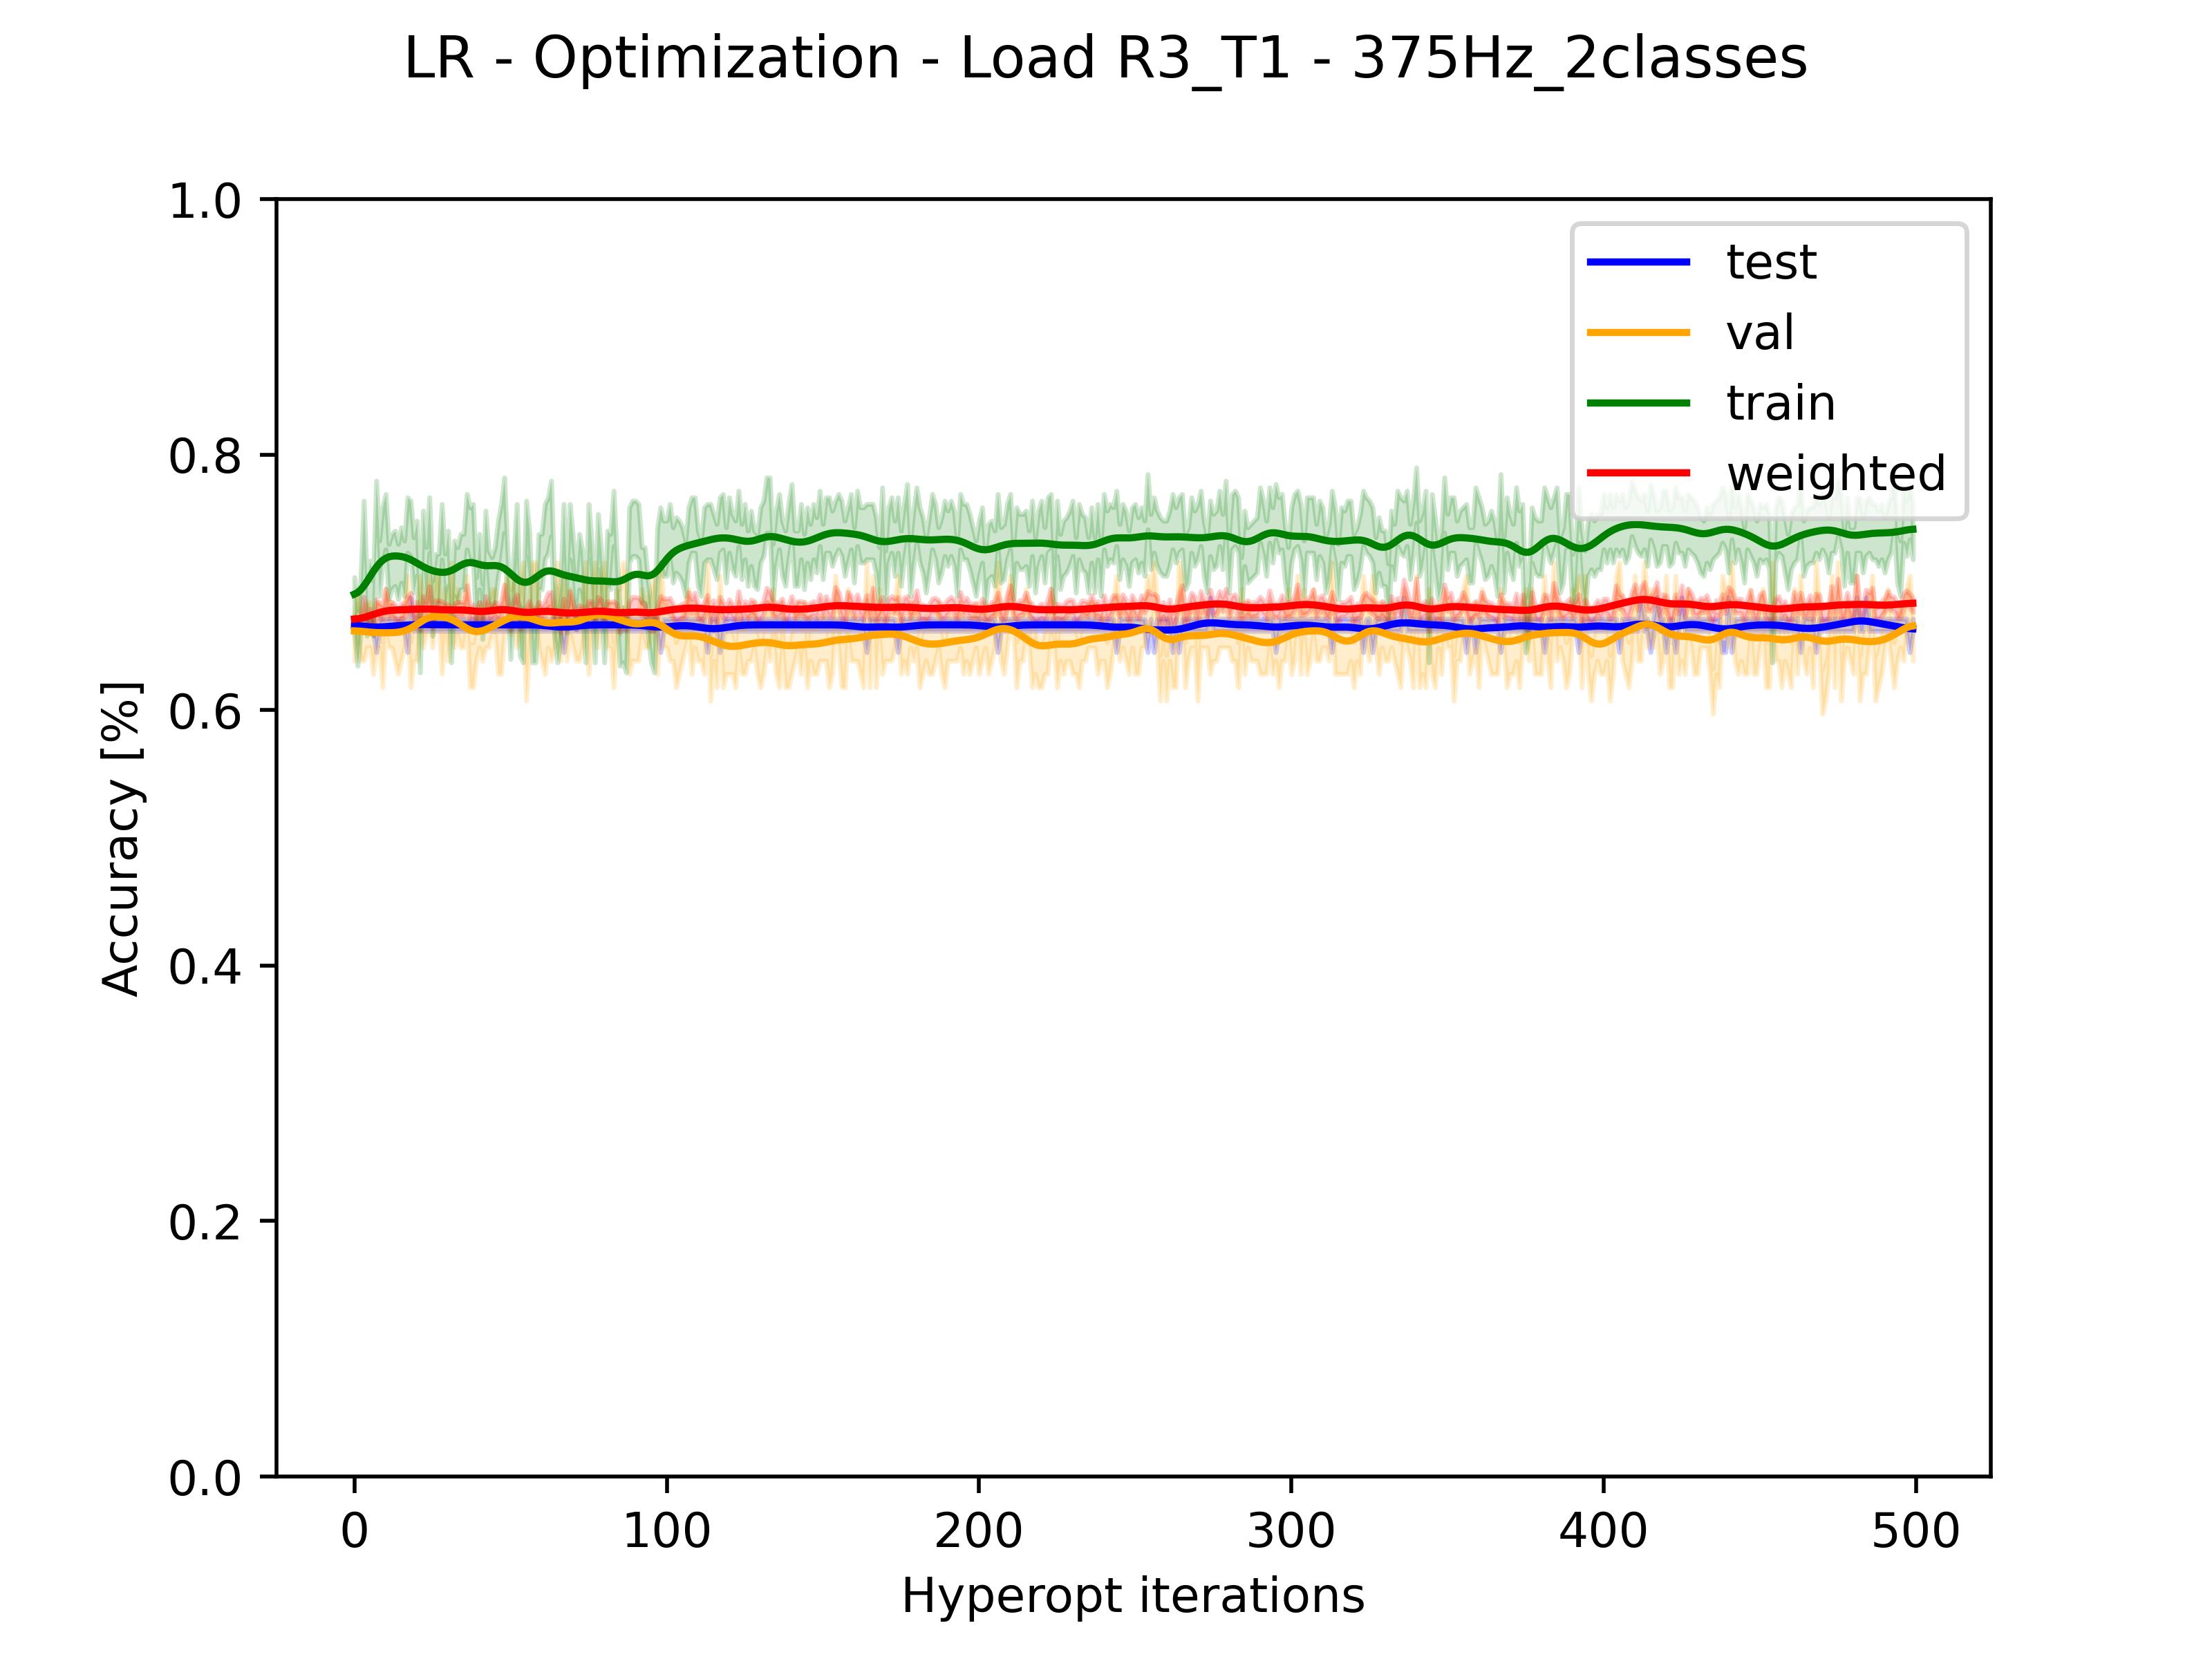 LR - Optimization - Load R3_T1 - 375Hz_2classes
1.0
0.8
0.6
0.4
0.2
0.0
Accuracy [%]
test
val
train
weighted
0 100 200 300 400 500
Hyperopt iterations